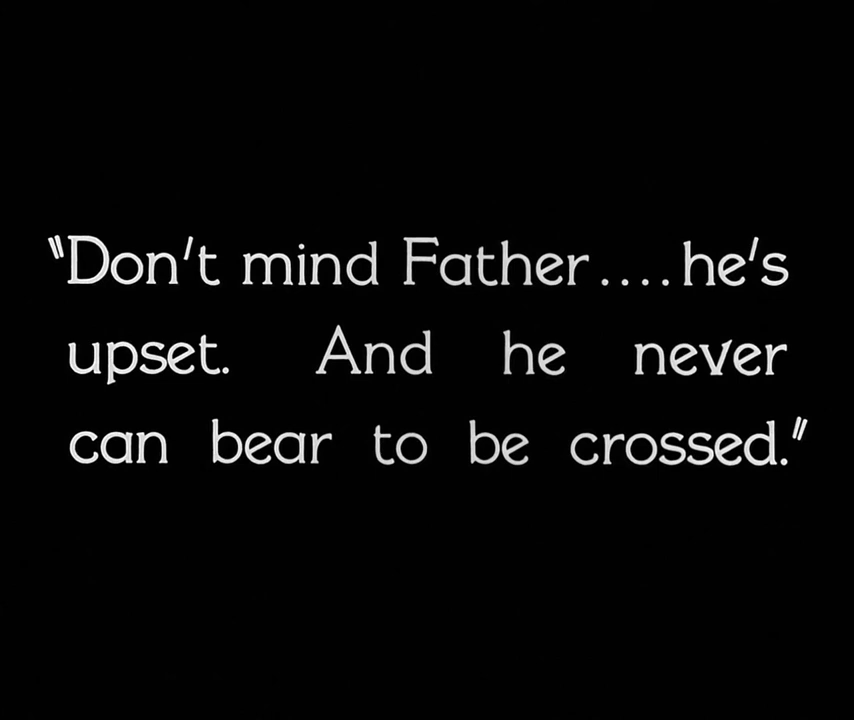 "Don't mind Father....he's
upset. And he never
can bear to be crossed."